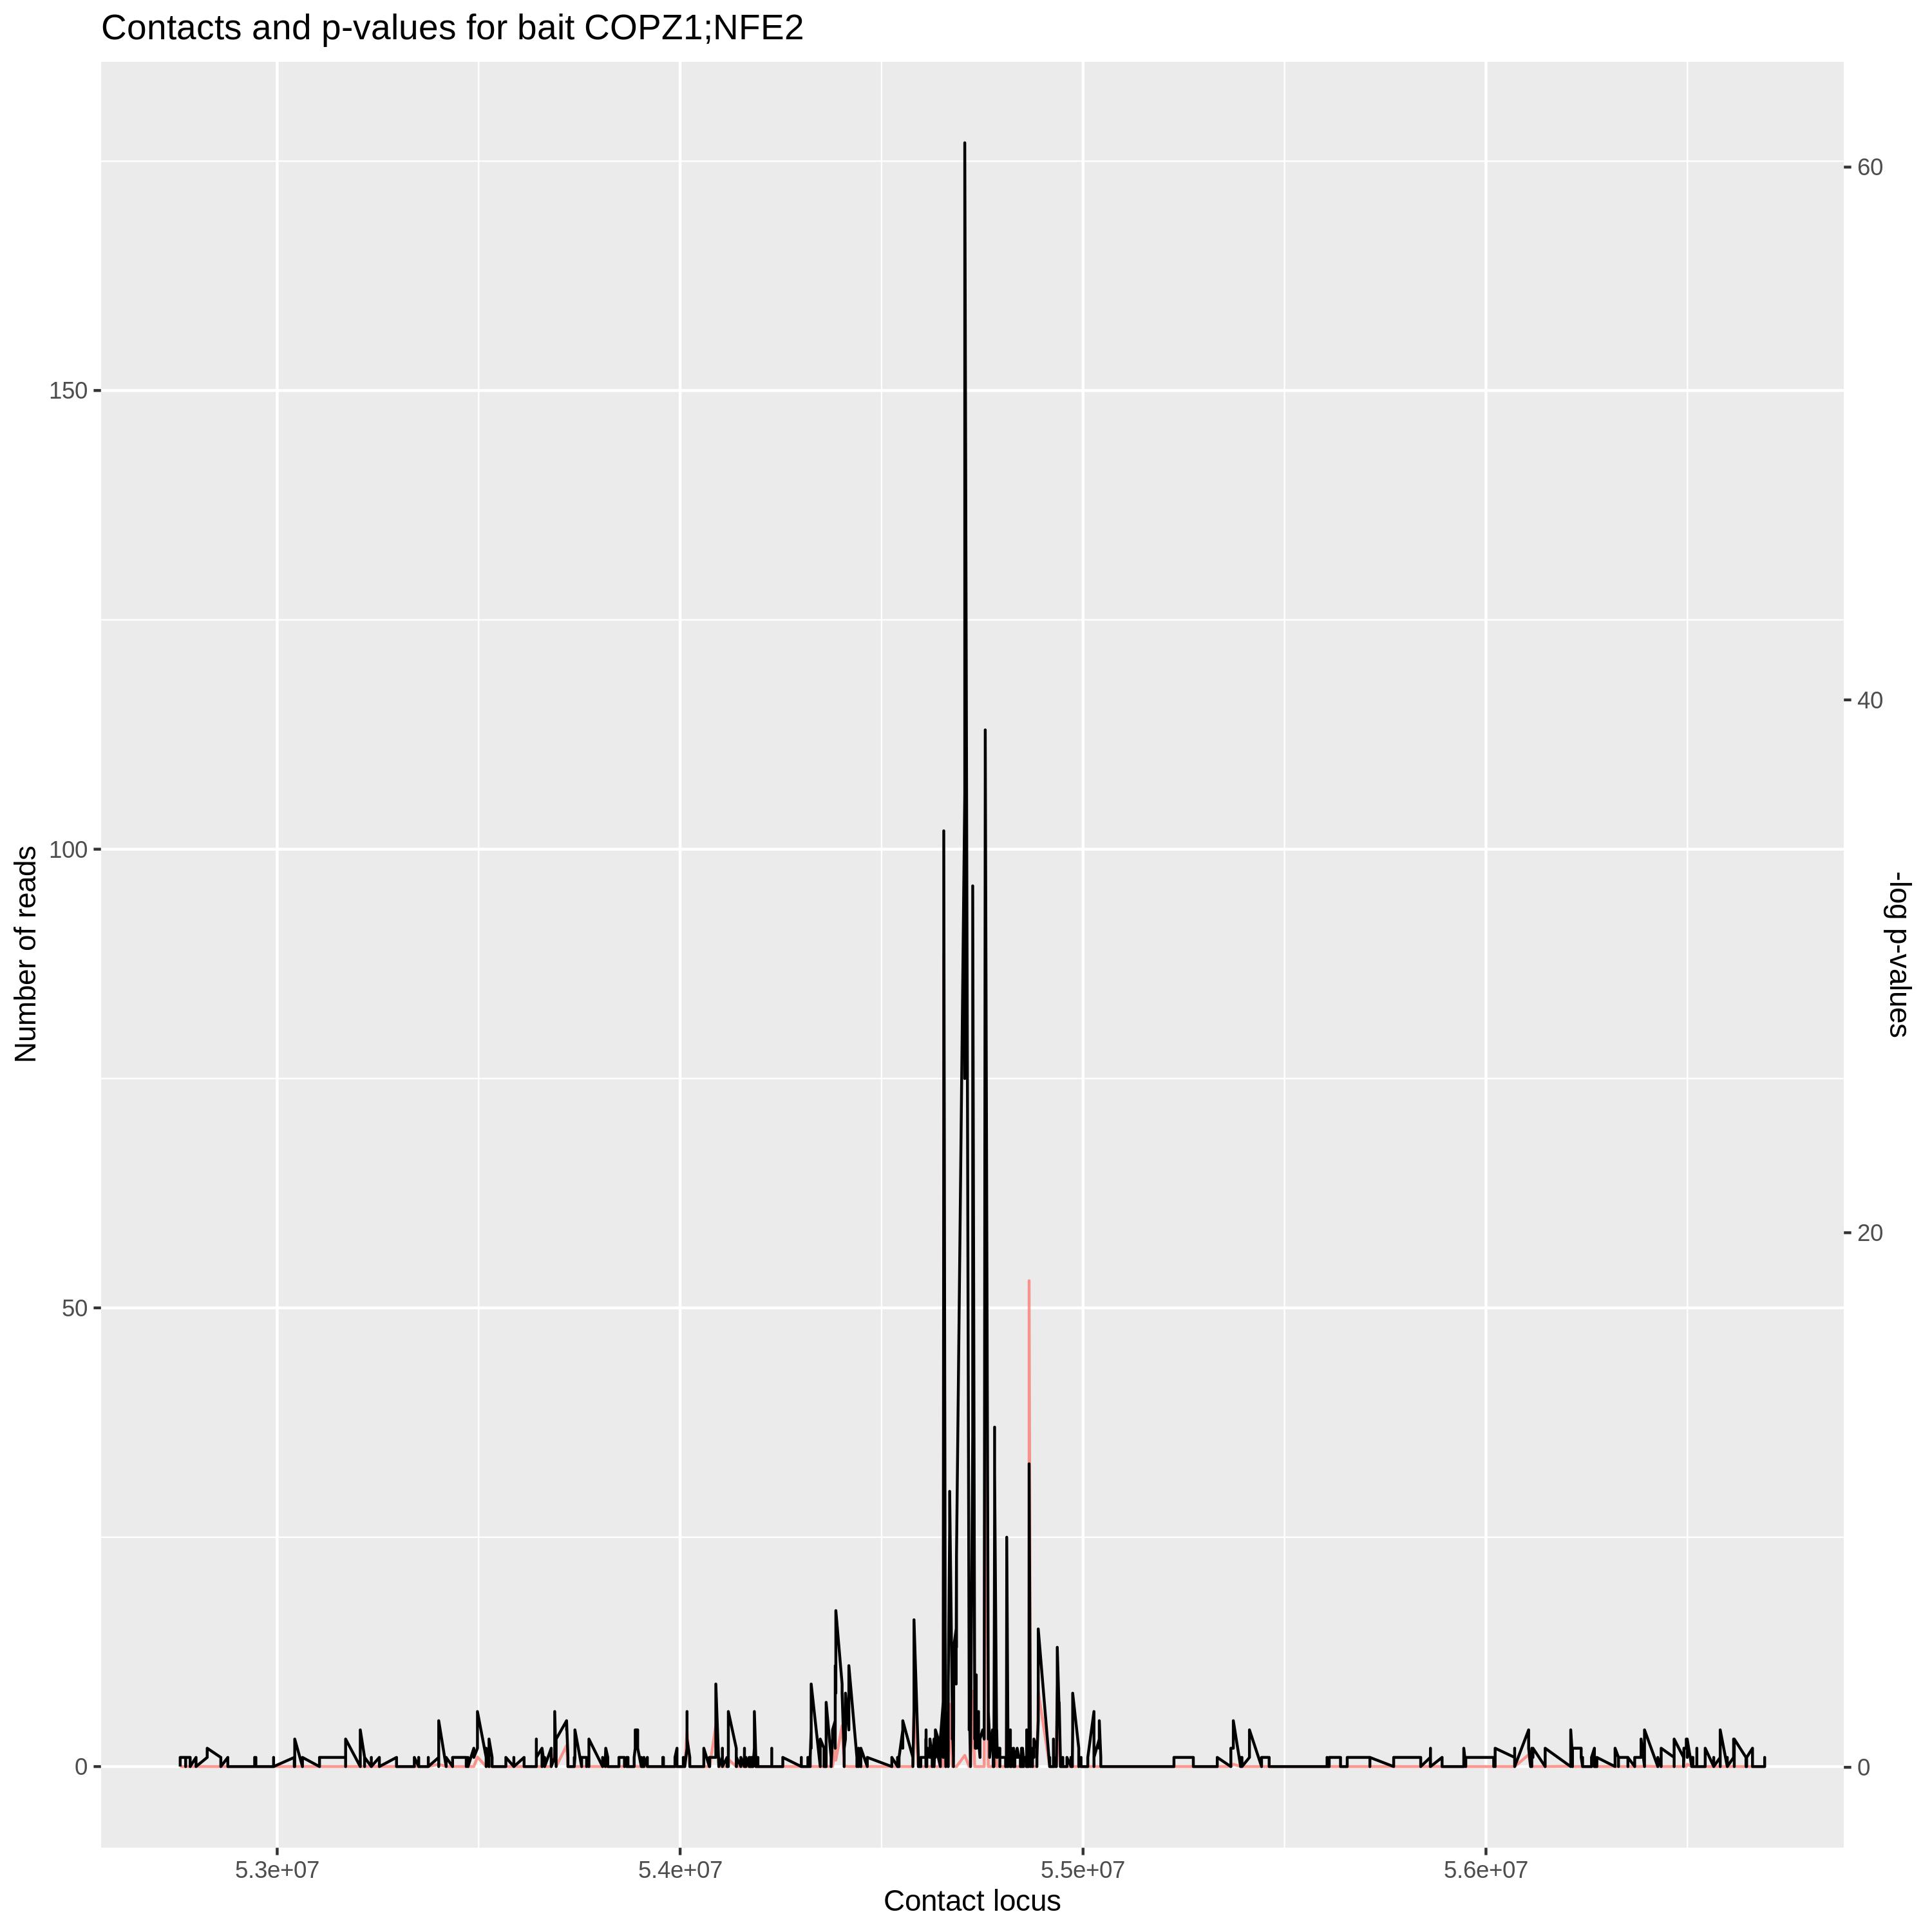 Contacts and p-values for bait COPZ1;NFE2
Number of reads
150
100
50
0
60
40
20
0
-log p-values
5.3e+07
5.4e+07
5.5e+07
5.6e+07
Contact locus